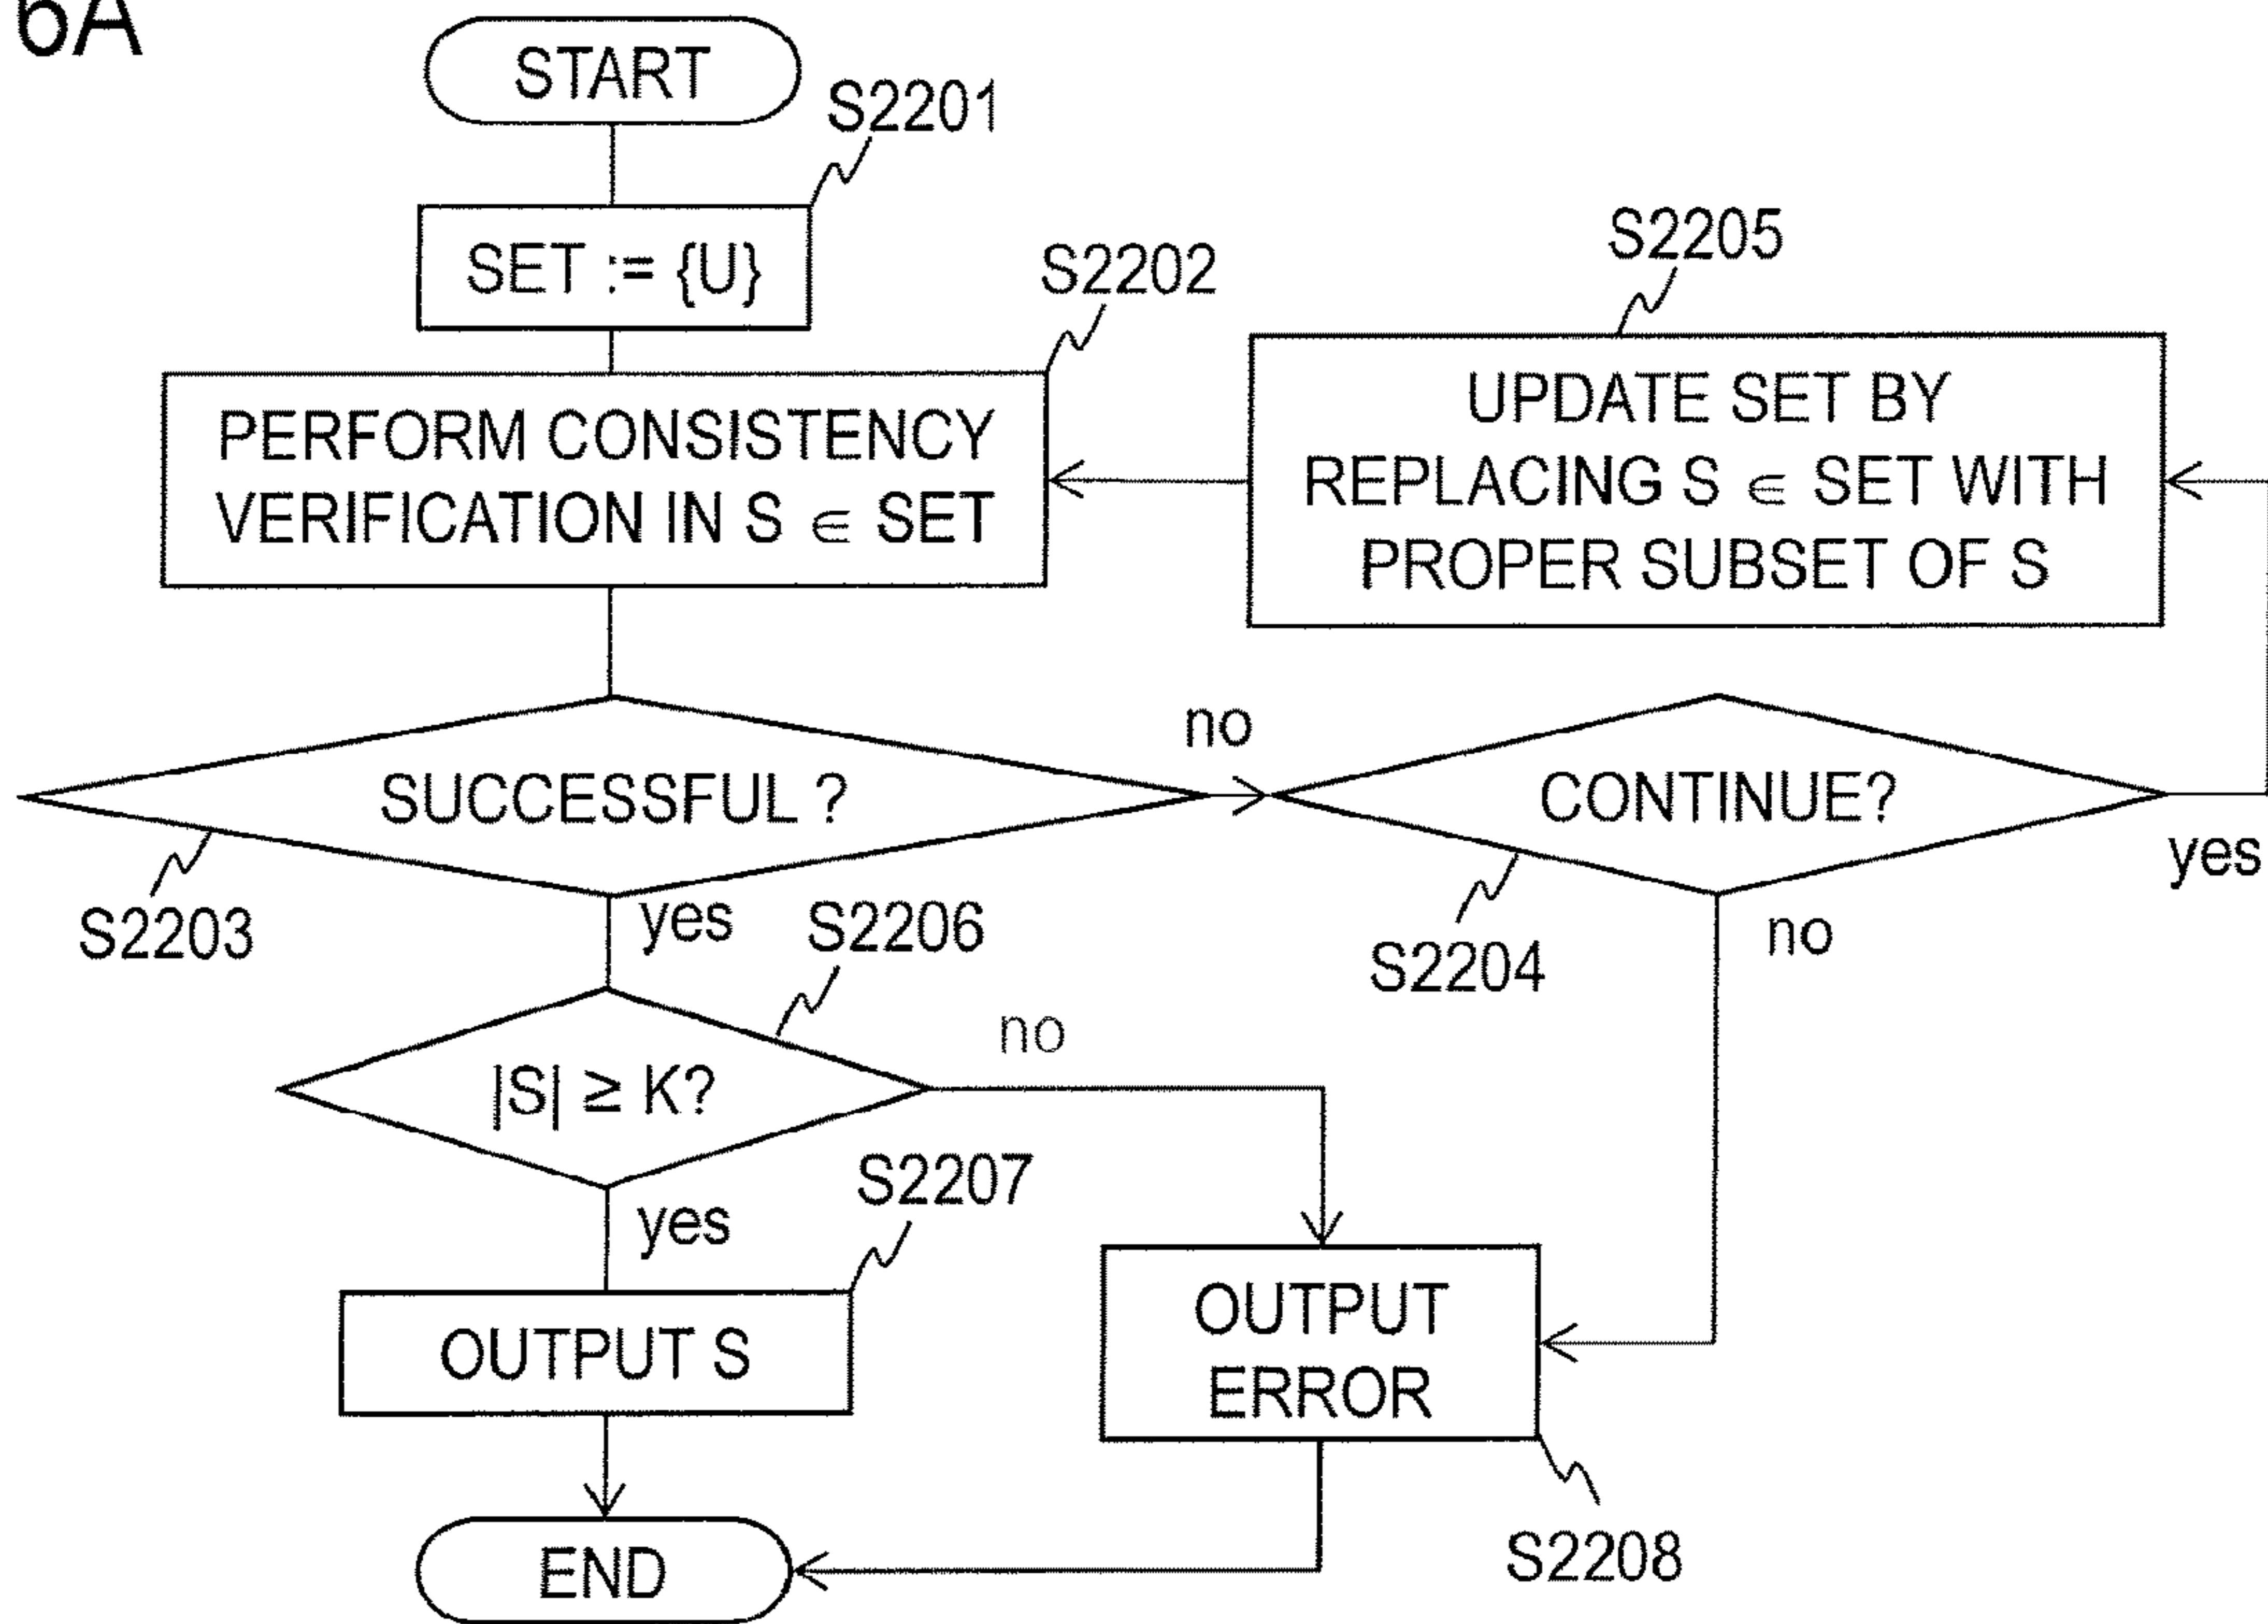 6A
START
S2201
SET := {U}
S2202
PERFORM CONSISTENCY
VERIFICATION IN S ∈ SET
S2205
UPDATE SET BY
REPLACING S ∈ SET WITH
PROPER SUBSET OF S
SUCCESSFUL ?
S2203
no
CONTINUE?
S2204
yes
no
yes
S2206
|S| ≥ K?
no
yes
S2207
OUTPUT S
OUTPUT
ERROR
S2208
END